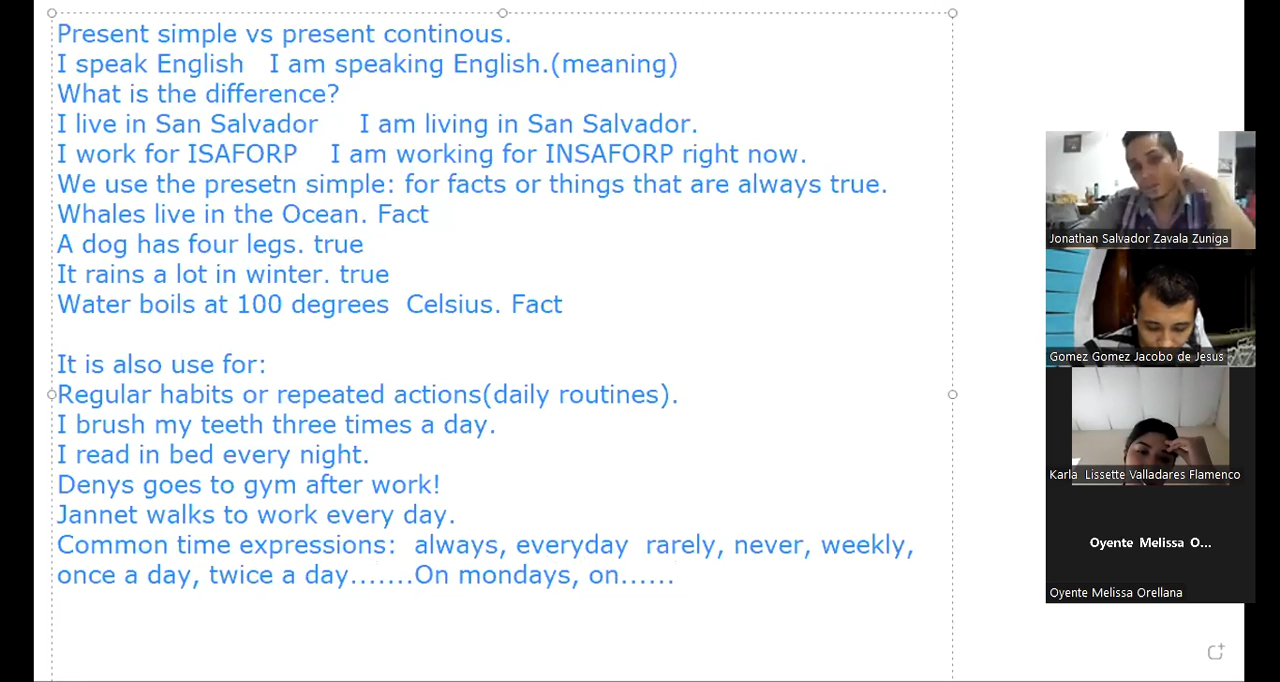 Present simple vs present continous.
I speak English I am speaking English.(meaning)
What is the difference?
I live in San Salvador I am living in San Salvador.
I work for ISAFORP I am working for INSAFORP right now.
We use the presetn simple: for facts or things that are always true.
Whales live in the Ocean. Fact
A dog has four legs. true
It rains a lot in winter. true
Water boils at 100 degrees Celsius. Fact
It is also use for:
Regular habits or repeated actions(daily routines).
I brush my teeth three times a day.
I read in bed every night.
Denys goes to gym after work!
Jannet walks to work every day.
Common time expressions: always, everyday rarely, never, weekly,
once a day, twice a day.......On mondays, on......
Jonathan Salvador Zavala Zuniga
Gomez Gomez Jacobo de Jesus
Karla Lissette Valladares Flamenco
Oyente Melissa O...
Oyente Melissa Orellana